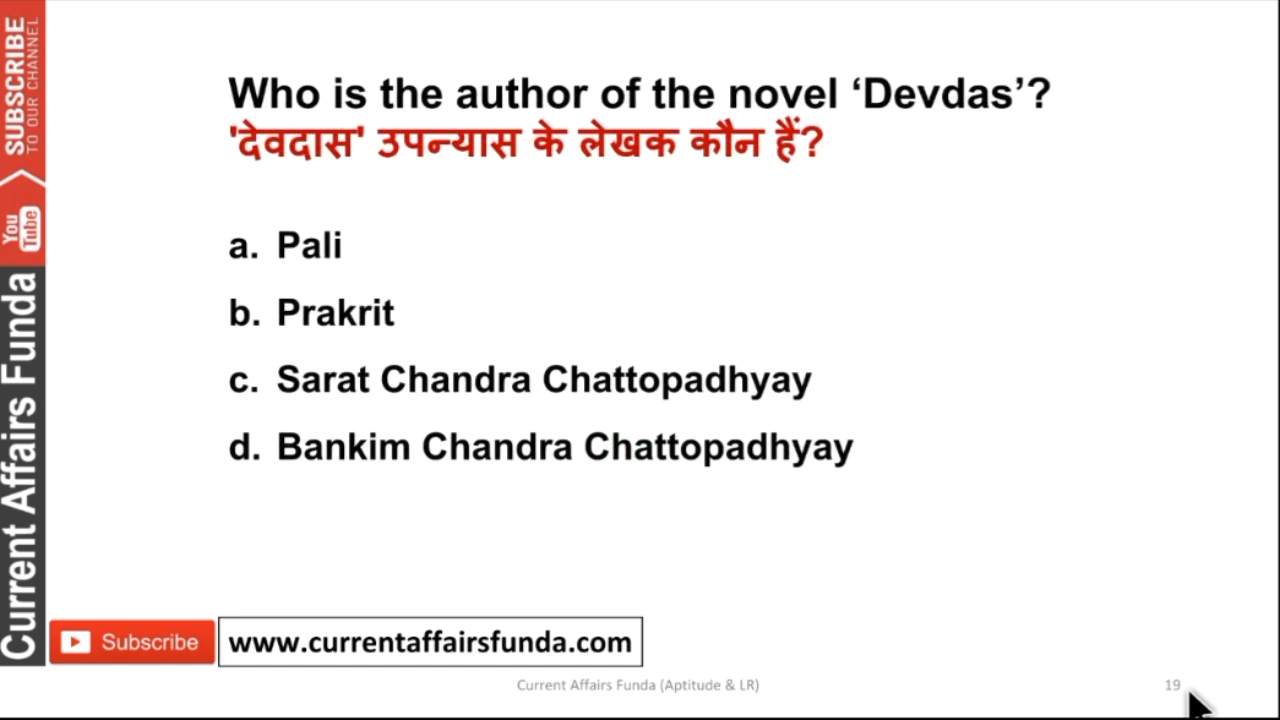 SUBSCRIBE
TO OUR CHANNEL
You
Tube
Current Affairs Funda
Who is the author of the novel ‘Devdas’?
'देवदास' उपन्यास के लेखक कौन हैं?
a. Pali
b. Prakrit
c. Sarat Chandra Chattopadhyay
d. Bankim Chandra Chattopadhyay
Subscribe
www.currentaffairsfunda.com
Current Affairs Funda (Aptitude & LR)
19